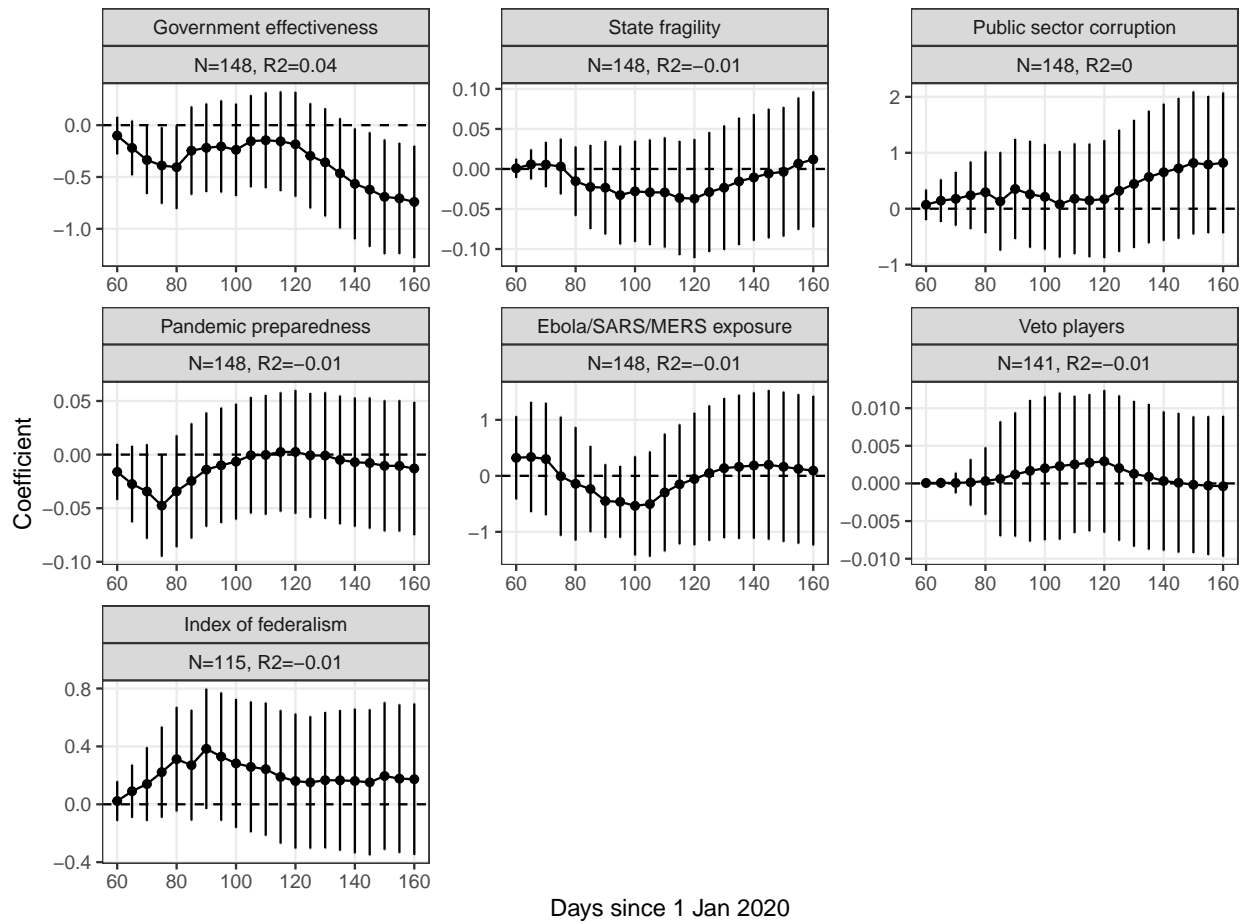 Government effectiveness
N=148, R2=0.04
0.0
−0.5
−1.0
60 80 100 120 140 160
State fragility
N=148, R2=−0.01
0.10
0.05
0.00
−0.05
−0.10
60 80 100 120 140 160
Public sector corruption
N=148, R2=0
2
1
0
−1
60 80 100 120 140 160
Pandemic preparedness
N=148, R2=−0.01
0.05
0.00
−0.05
−0.10
60 80 100 120 140 160
Ebola/SARS/MERS exposure
N=148, R2=−0.01
1
0
−1
60 80 100 120 140 160
Veto players
N=141, R2=−0.01
0.010
0.005
0.000
−0.005
−0.010
60 80 100 120 140 160
Index of federalism
N=115, R2=−0.01
0.8
0.4
0.0
−0.4
60 80 100 120 140 160
Coefficient
Days since 1 Jan 2020